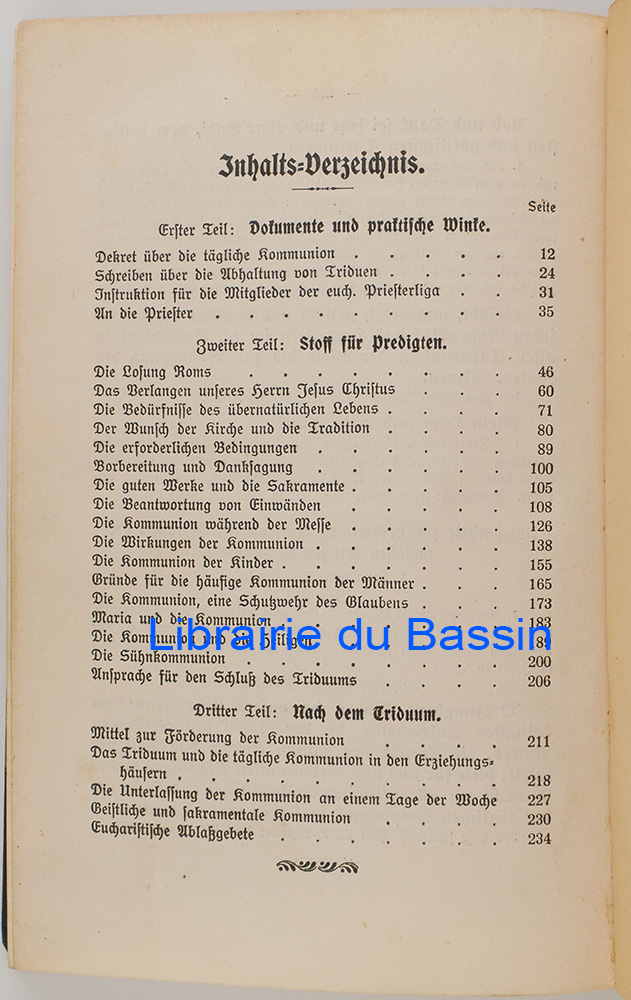 Inhalts-Verzeichnis.
Seite
Erster Teil: Dokumente und praktische Winke.
Dekret über die tägliche Kommunion . . . . . 12
Schreiben über die Abhaltung von Triduen . . . . 24
Instruktion für die Mitglieder der euch. Priesterliga . . 31
An die Priester . . . . . . . . . 35
Zweiter Teil: Stoff für Predigten.
Die Losung Roms . . . . . . . 46
Das Verlangen unseres Herrn Jesus Christus . . . 60
Die Bedürfnisse des übernatürlichen Lebens . . . . 71
Der Wunsch der Kirche und die Tradition . . . . 80
Die erforderlichen Bedingungen . . . . . . 89
Vorbereitung und Danksagung . . . . . . 100
Die guten Werke und die Sakramente . . . . . 105
Die Beantwortung von Einwänden . . . . . 108
Die Kommunion während der Messe . . . . . 126
Die Wirkungen der Kommunion . . . . . . 138
Die Kommunion der Kinder . . . . . . . 155
Gründe für die häufige Kommunion der Männer . . . 165
Die Kommunion, eine Schutzwehr des Glaubens . . . 173
Maria und die Kommunion . . . . . . . 183
Die Kommunion und die Heiligen
Librairie du Bassin
Die Sühnkommunion . . . . . . . . 200
Ansprache für den Schluß des Triduums . . . . 206
Dritter Teil: Nach dem Triduum.
Mittel zur Förderung der Kommunion . . . . 211
Das Triduum und die tägliche Kommunion in den Erziehungs-
häusern . . . . . . . . . 218
Die Unterlassung der Kommunion an einem Tage der Woche 227
Geistliche und sakramentale Kommunion . . . . 230
Eucharistische Ablaßgebete . . . . . . . 234